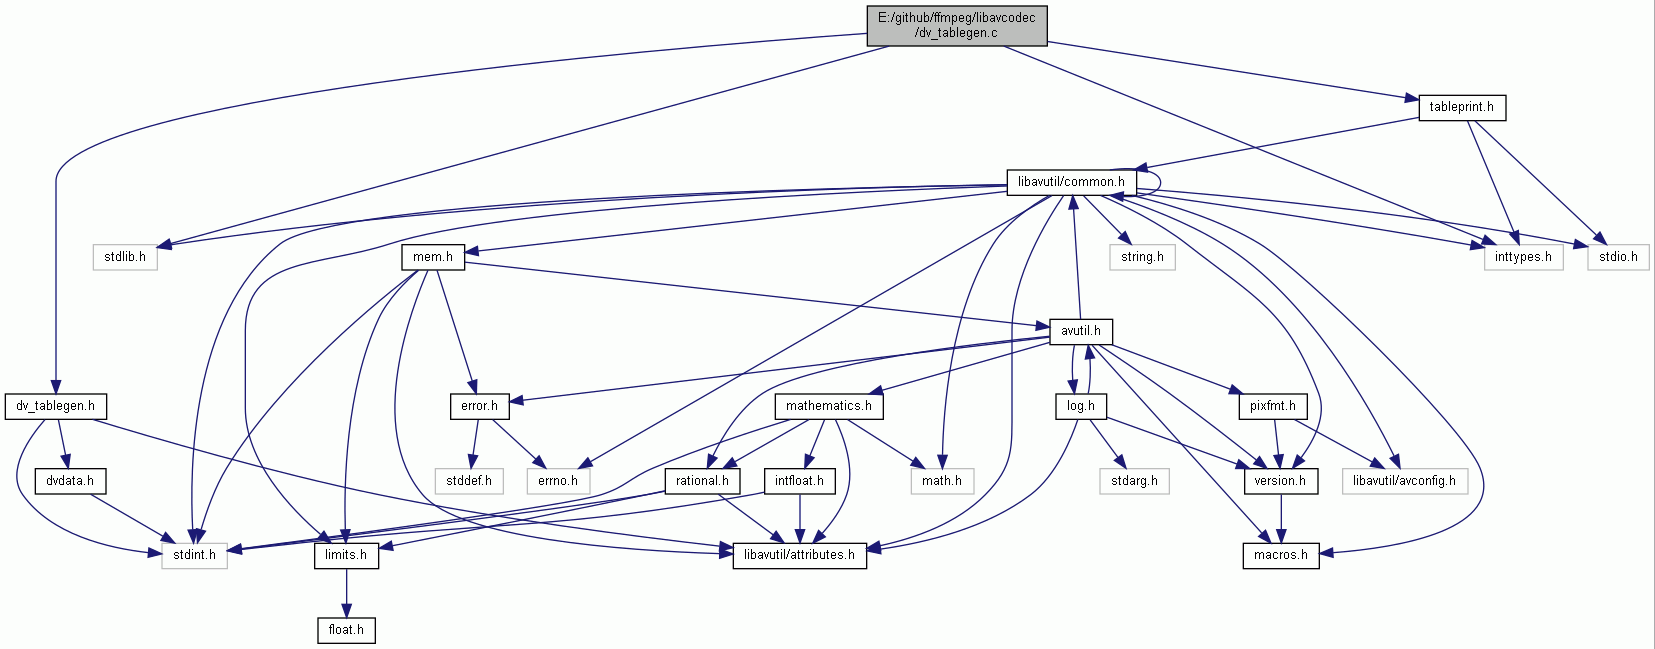 E:/github/ffmpeg/libavcodec
/dv_tablegen.c
tableprint.h
libavutil/common.h
stdlib.h
mem.h
string.h
inttypes.h
stdio.h
avutil.h
dv_tablegen.h
error.h
mathematics.h
log.h
pixfmt.h
dvdata.h
stddef.h
errno.h
rational.h
intfloat.h
math.h
stdarg.h
version.h
libavutil/avconfig.h
stdint.h
limits.h
libavutil/attributes.h
macros.h
float.h